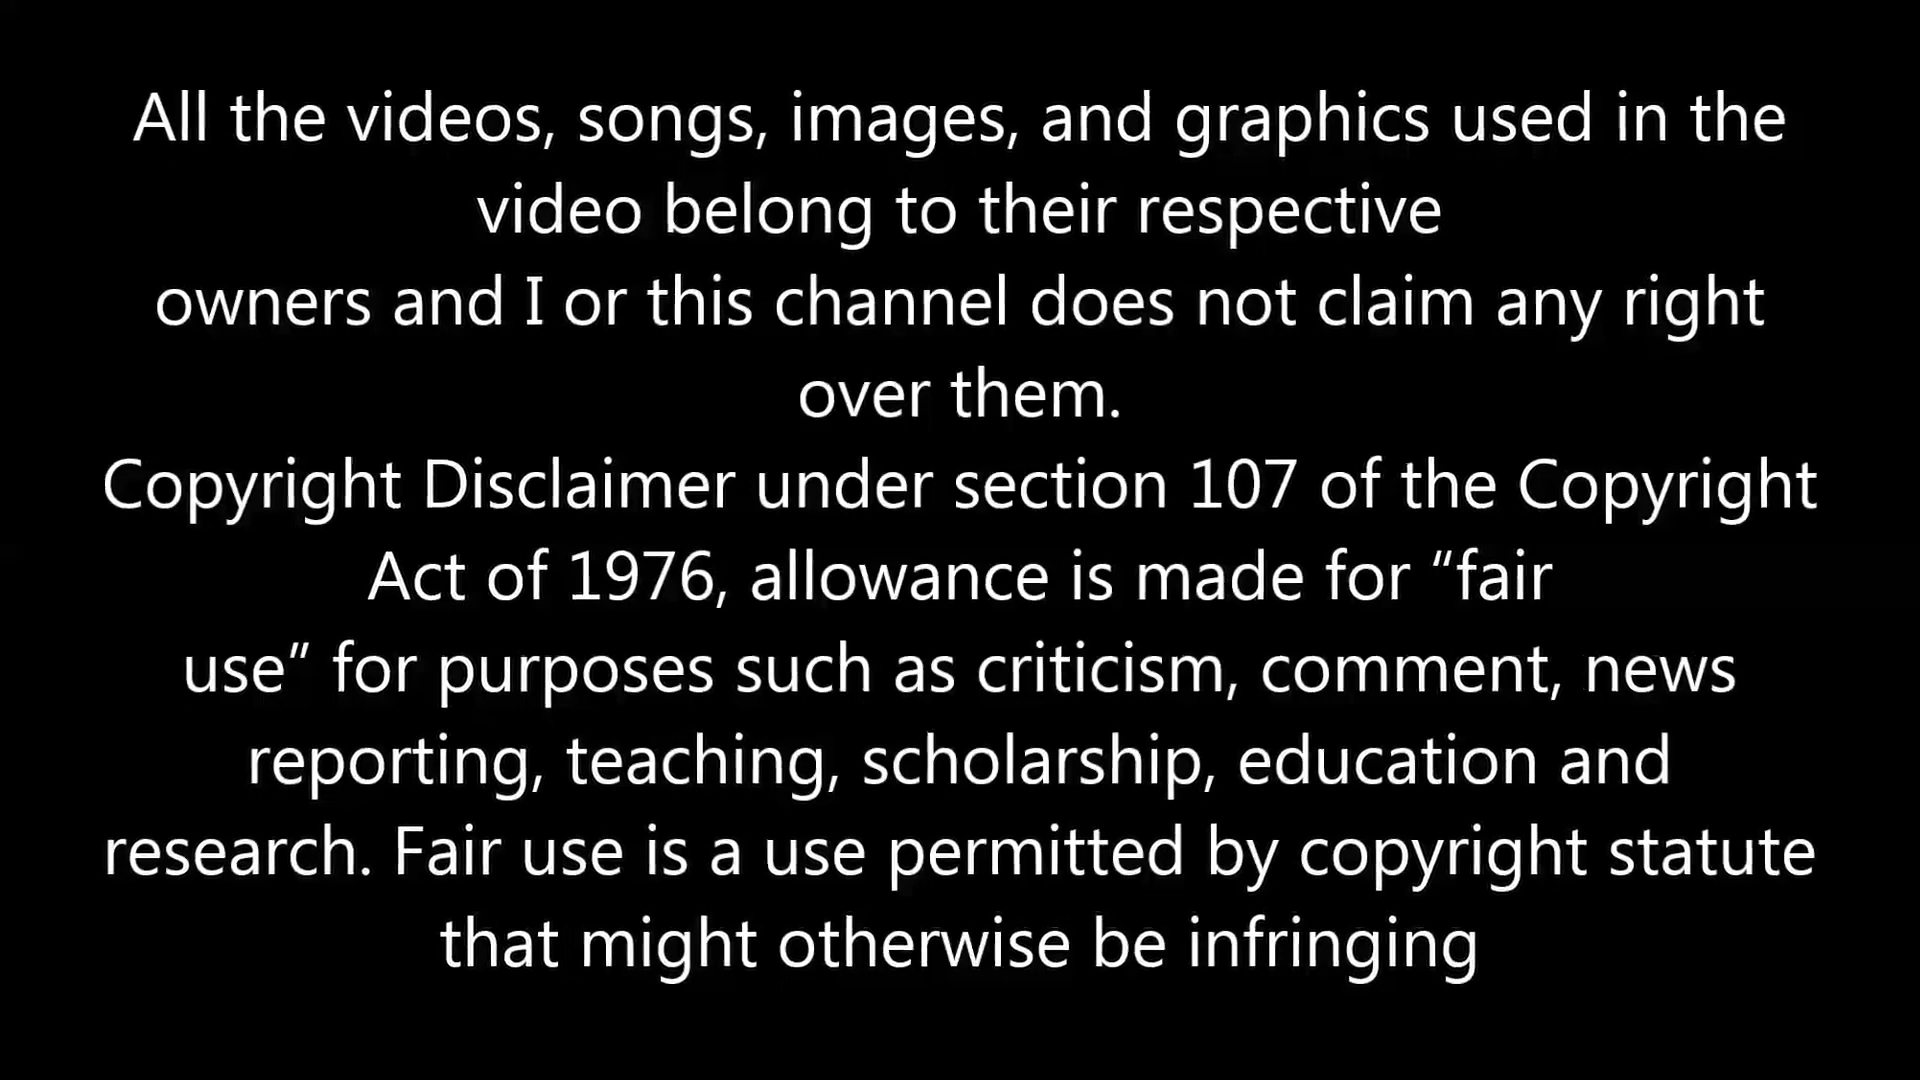 All the videos, songs, images, and graphics used in the
video belong to their respective
owners and I or this channel does not claim any right
over them.
Copyright Disclaimer under section 107 of the Copyright
Act of 1976, allowance is made for “fair
use” for purposes such as criticism, comment, news
reporting, teaching, scholarship, education and
research. Fair use is a use permitted by copyright statute
that might otherwise be infringing